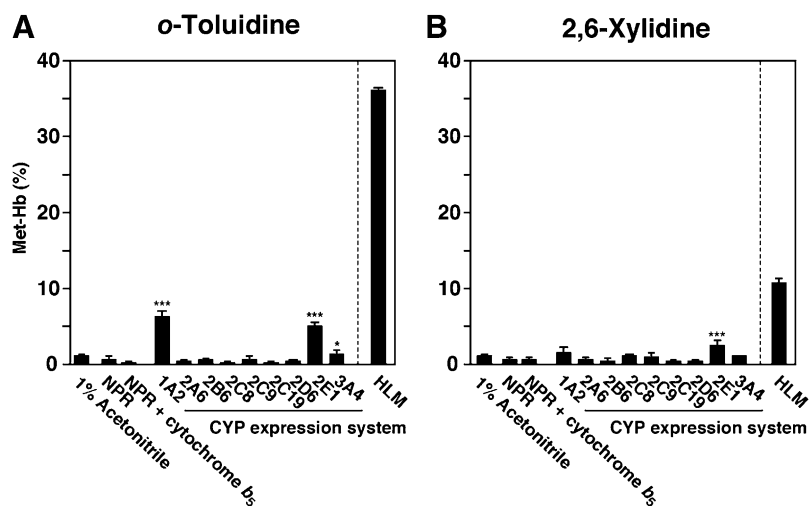 A
o-Toluidine
Met-Hb (%)
40
30
20
10
0
***
***
*
1% Acetonitrile
NPR
NPR + cytochrome b5
1A2
2A6
2B6
2C8
2C9
2C19
2D6
2E1
3A4
HLM
CYP expression system
B
2,6-Xylidine
40
30
20
10
0
***
1% Acetonitrile
NPR
NPR + cytochrome b5
1A2
2A6
2B6
2C8
2C9
2C19
2D6
2E1
3A4
HLM
CYP expression system